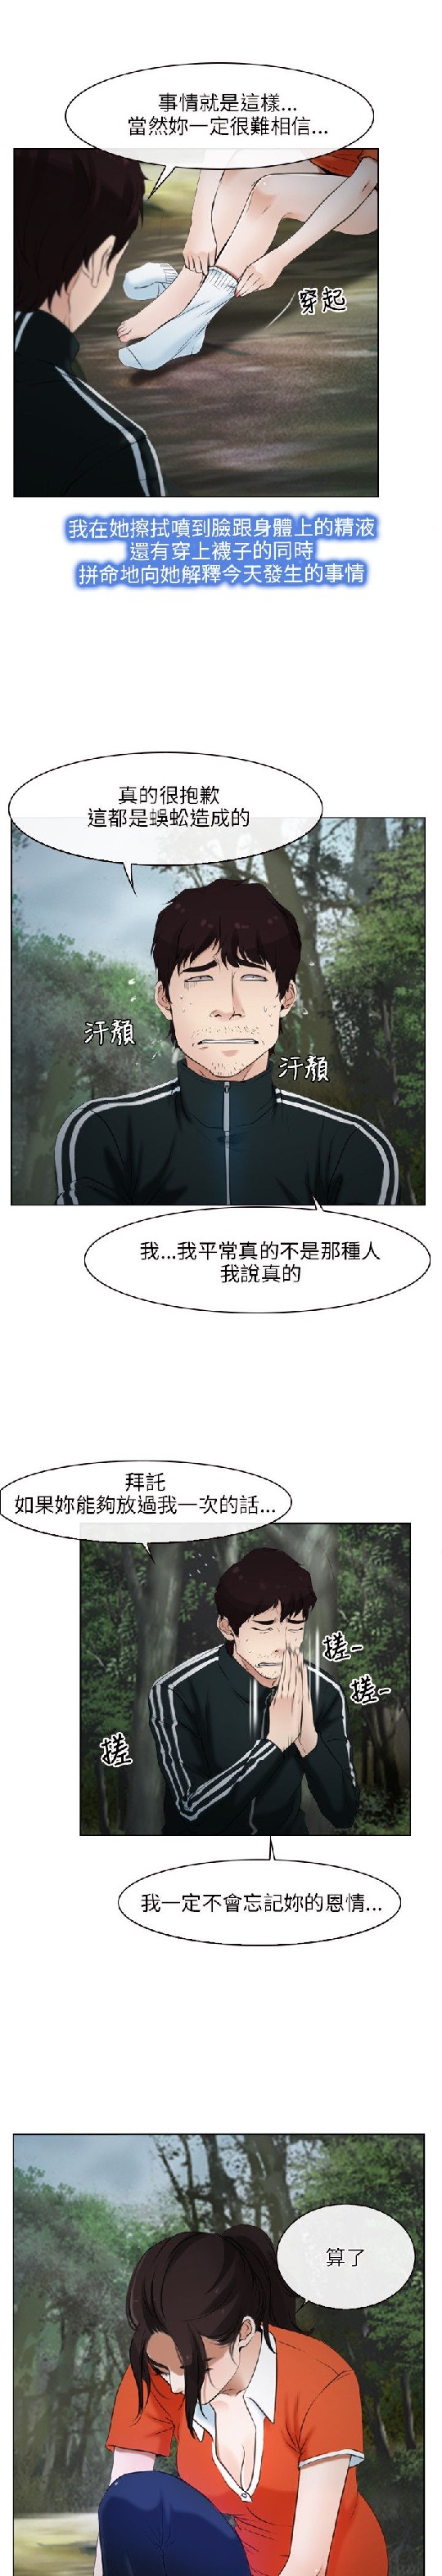 事情就是這樣...
當然妳一定很難相信...
穿起
我在她擦拭噴到臉跟身體上的精液
還有穿上襪子的同時
拼命地向她解釋今天發生的事情
真的很抱歉
這都是蜈蚣造成的
汗顏
汗顏
我...我平常真的不是那種人
我說真的
拜託
如果妳能夠放過我一次的話...
搓-
搓-
搓
我一定不會忘記妳的恩情...
算了